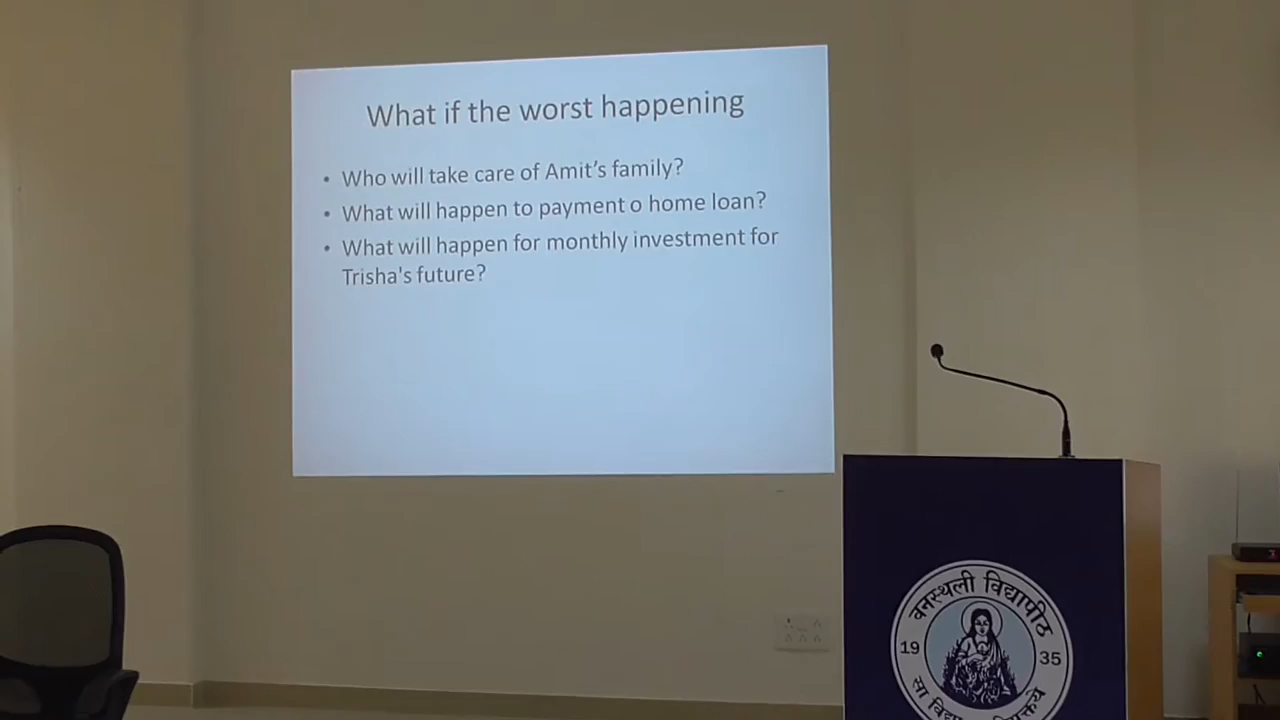 What if the worst happening
• Who will take care of Amit's family?
• What will happen to payment o home loan?
• What will happen for monthly investment for
Trisha's future?
वनस्थली विद्यापीठ
19 35
सा